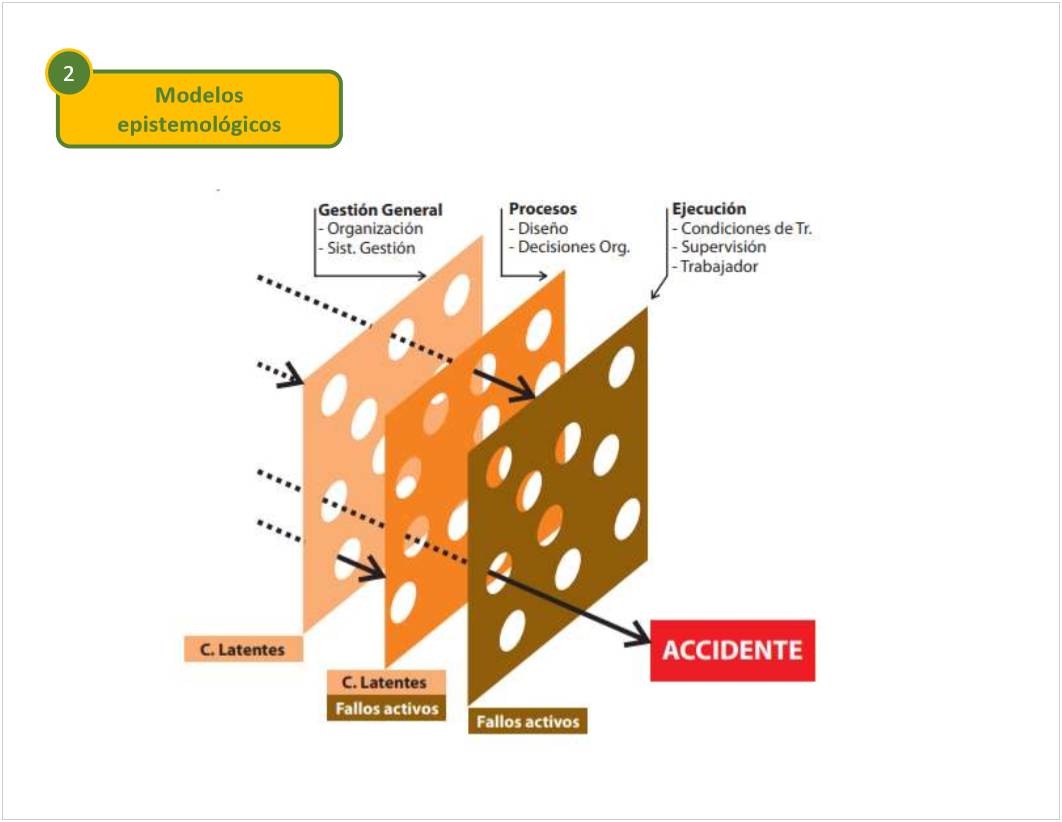 2
Modelos
epistemológicos
Gestión General
- Organización
- Sist. Gestión
Procesos
- Diseño
- Decisiones Org.
Ejecución
- Condiciones de Tr.
- Supervisión
- Trabajador
C. Latentes
C. Latentes
Fallos activos
Fallos activos
ACCIDENTE